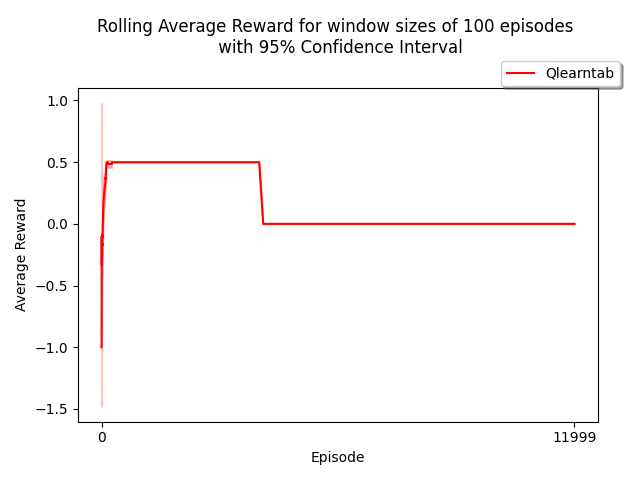 Rolling Average Reward for window sizes of 100 episodes
with 95% Confidence Interval
Qlearntab
1.0
0.5
0.0
−0.5
−1.0
−1.5
Average Reward
0
11999
Episode